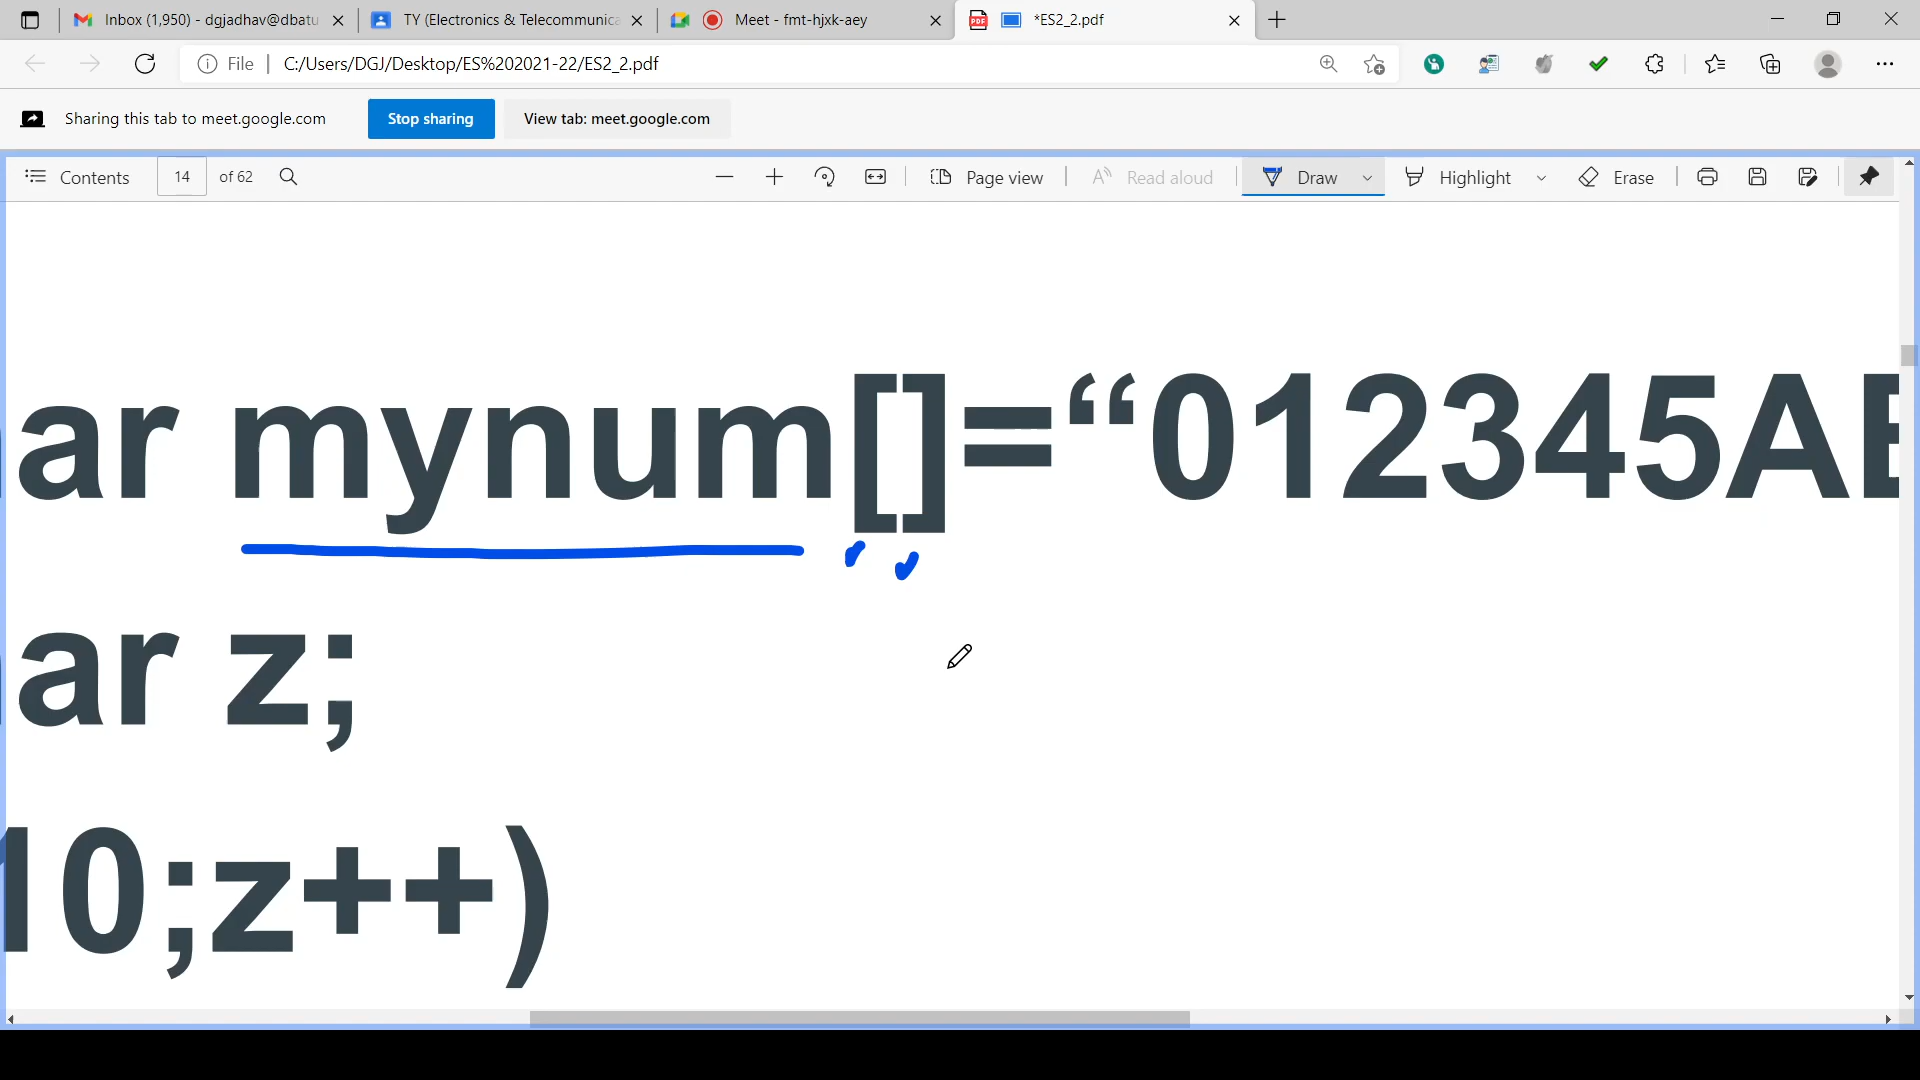 Inbox (1,950) - dgjadhav@dbatu
TY (Electronics & Telecommunica
Meet - fmt-hjxk-aey
*ES2_2.pdf
File
C:/Users/DGJ/Desktop/ES%202021-22/ES2_2.pdf
Sharing this tab to meet.google.com
Stop sharing
View tab: meet.google.com
Contents
14
of 62
Page view
Read aloud
Draw
Highlight
Erase
ar mynum[]=“012345AB
ar z;
10;z++)